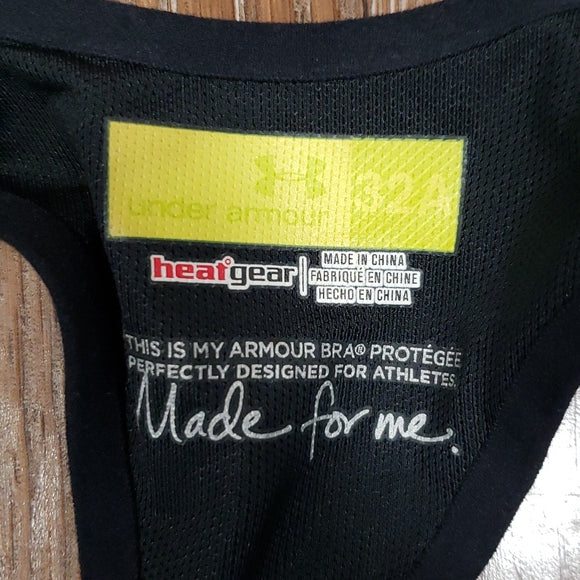 under armour 32A
heatgear
MADE IN CHINA
FABRIQUÉ EN CHINE
HECHO EN CHINA
THIS IS MY ARMOUR BRA® PROTÉGÉE
PERFECTLY DESIGNED FOR ATHLETES.
Made for me.